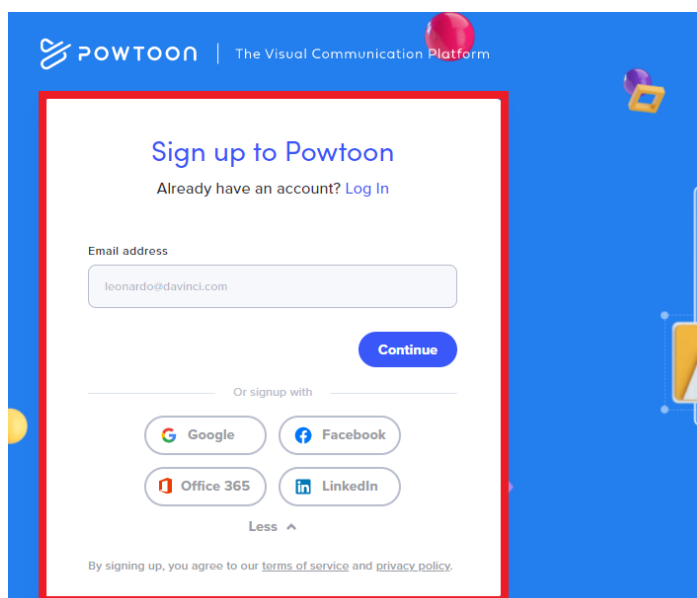 POWTOON | The Visual Communication Platform
Sign up to Powtoon
Already have an account? Log In
Email address
leonardo@davinci.com
Continue
Or signup with
Google Facebook
Office 365 LinkedIn
Less
By signing up, you agree to our terms of service and privacy policy.